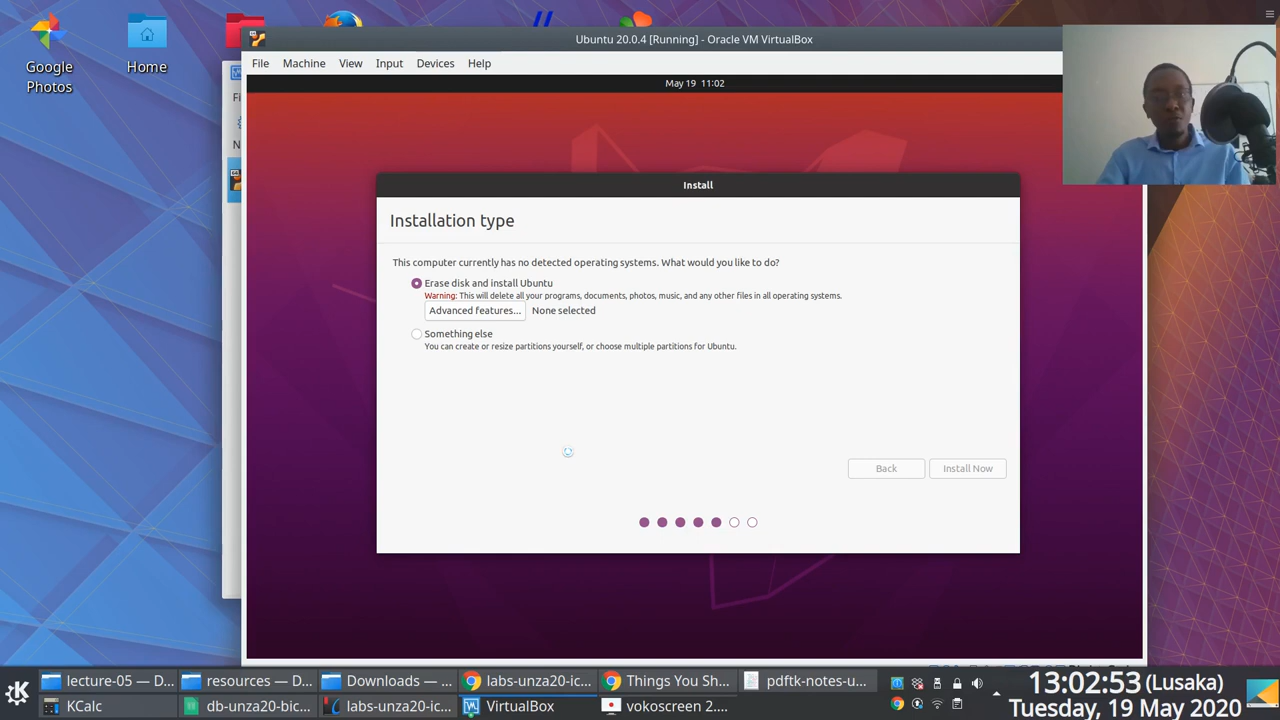 Google
Photos
Home
Ubuntu 20.0.4 [Running] - Oracle VM VirtualBox
File Machine View Input Devices Help
May 19 11:02
Fi
N
Install
Installation type
This computer currently has no detected operating systems. What would you like to do?
Erase disk and install Ubuntu
Warning: This will delete all your programs, documents, photos, music, and any other files in all operating systems.
Advanced features... None selected
Something else
You can create or resize partitions yourself, or choose multiple partitions for Ubuntu.
Back Install Now
lecture-05 — D... resources — D... Downloads — ... labs-unza20-ic... Things You Sh... pdftk-notes-u...
KCalc db-unza20-bic... labs-unza20-ic... VirtualBox vokoscreen 2....
13:02:53 (Lusaka)
Tuesday, 19 May 2020